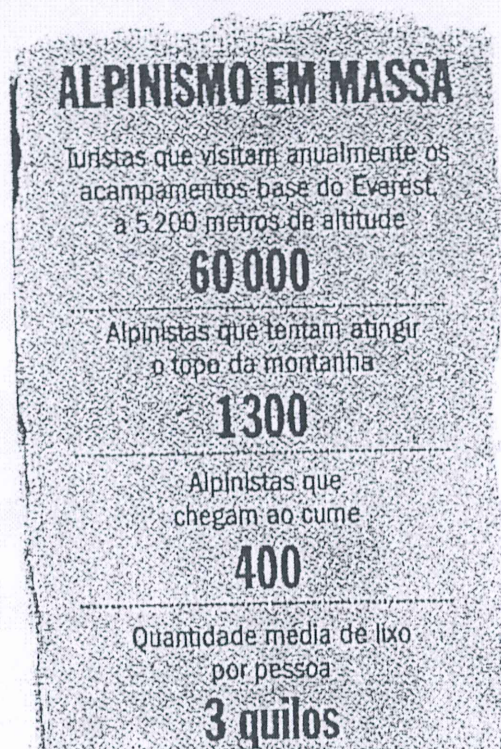 ALPINISMO EM MASSA
Turistas que visitam anualmente os
acampamentos-base do Everest,
a 5 200 metros de altitude
60 000
Alpinistas que tentam atingir
o topo da montanha
1300
Alpinistas que
chegam ao cume
400
Quantidade média de lixo
por pessoa
3 quilos